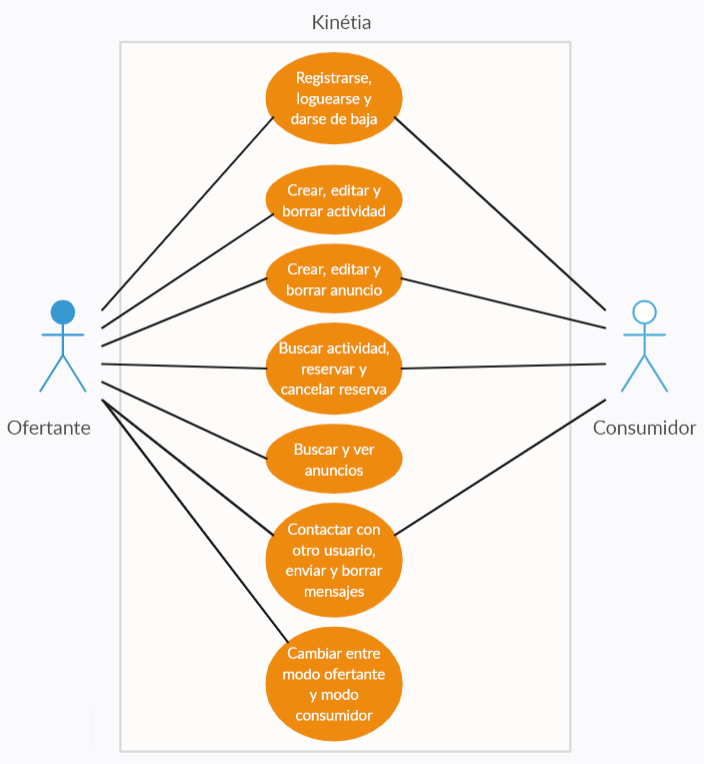 Kinétia
Registrarse,
loguearse y
darse de baja
Crear, editar y
borrar actividad
Crear, editar y
borrar anuncio
Buscar actividad,
reservar y
cancelar reserva
Ofertante
Consumidor
Buscar y ver
anuncios
Contactar con
otro usuario,
enviar y borrar
mensajes
Cambiar entre
modo ofertante
y modo
consumidor